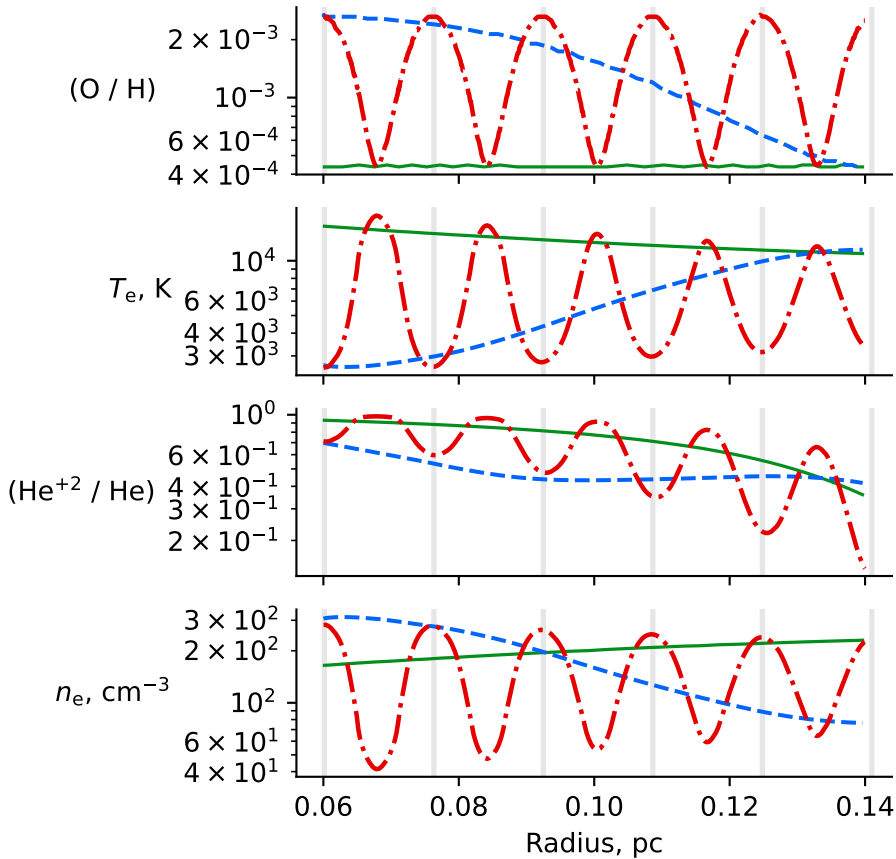 2 × 10⁻³
10⁻³
6 × 10⁻⁴
4 × 10⁻⁴
(O / H)
10⁴
6 × 10³
4 × 10³
3 × 10³
Tₑ, K
10⁰
6 × 10⁻¹
4 × 10⁻¹
3 × 10⁻¹
2 × 10⁻¹
(He⁺² / He)
3 × 10²
2 × 10²
10²
6 × 10¹
4 × 10¹
nₑ, cm⁻³
0.06 0.08 0.10 0.12 0.14
Radius, pc